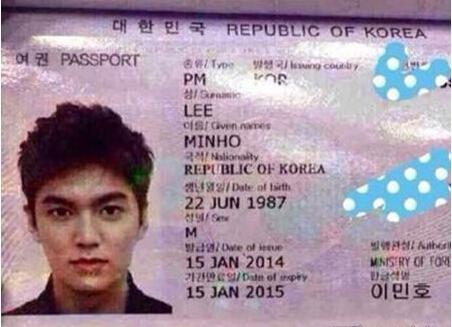 대한민국 REPUBLIC OF KOREA
여권 PASSPORT
종류/Type 발행국/Issuing country
PM KOR
성/Surname
LEE
이름/Given names
MINHO
국적/Nationality
REPUBLIC OF KOREA
생년월일/Date of birth
22 JUN 1987
성별/Sex
M
발급일/Date of issue 발행관청/Authori
15 JAN 2014 MINISTRY OF FORE
기간만료일/Date of expiry 한글성명
15 JAN 2015 이민호